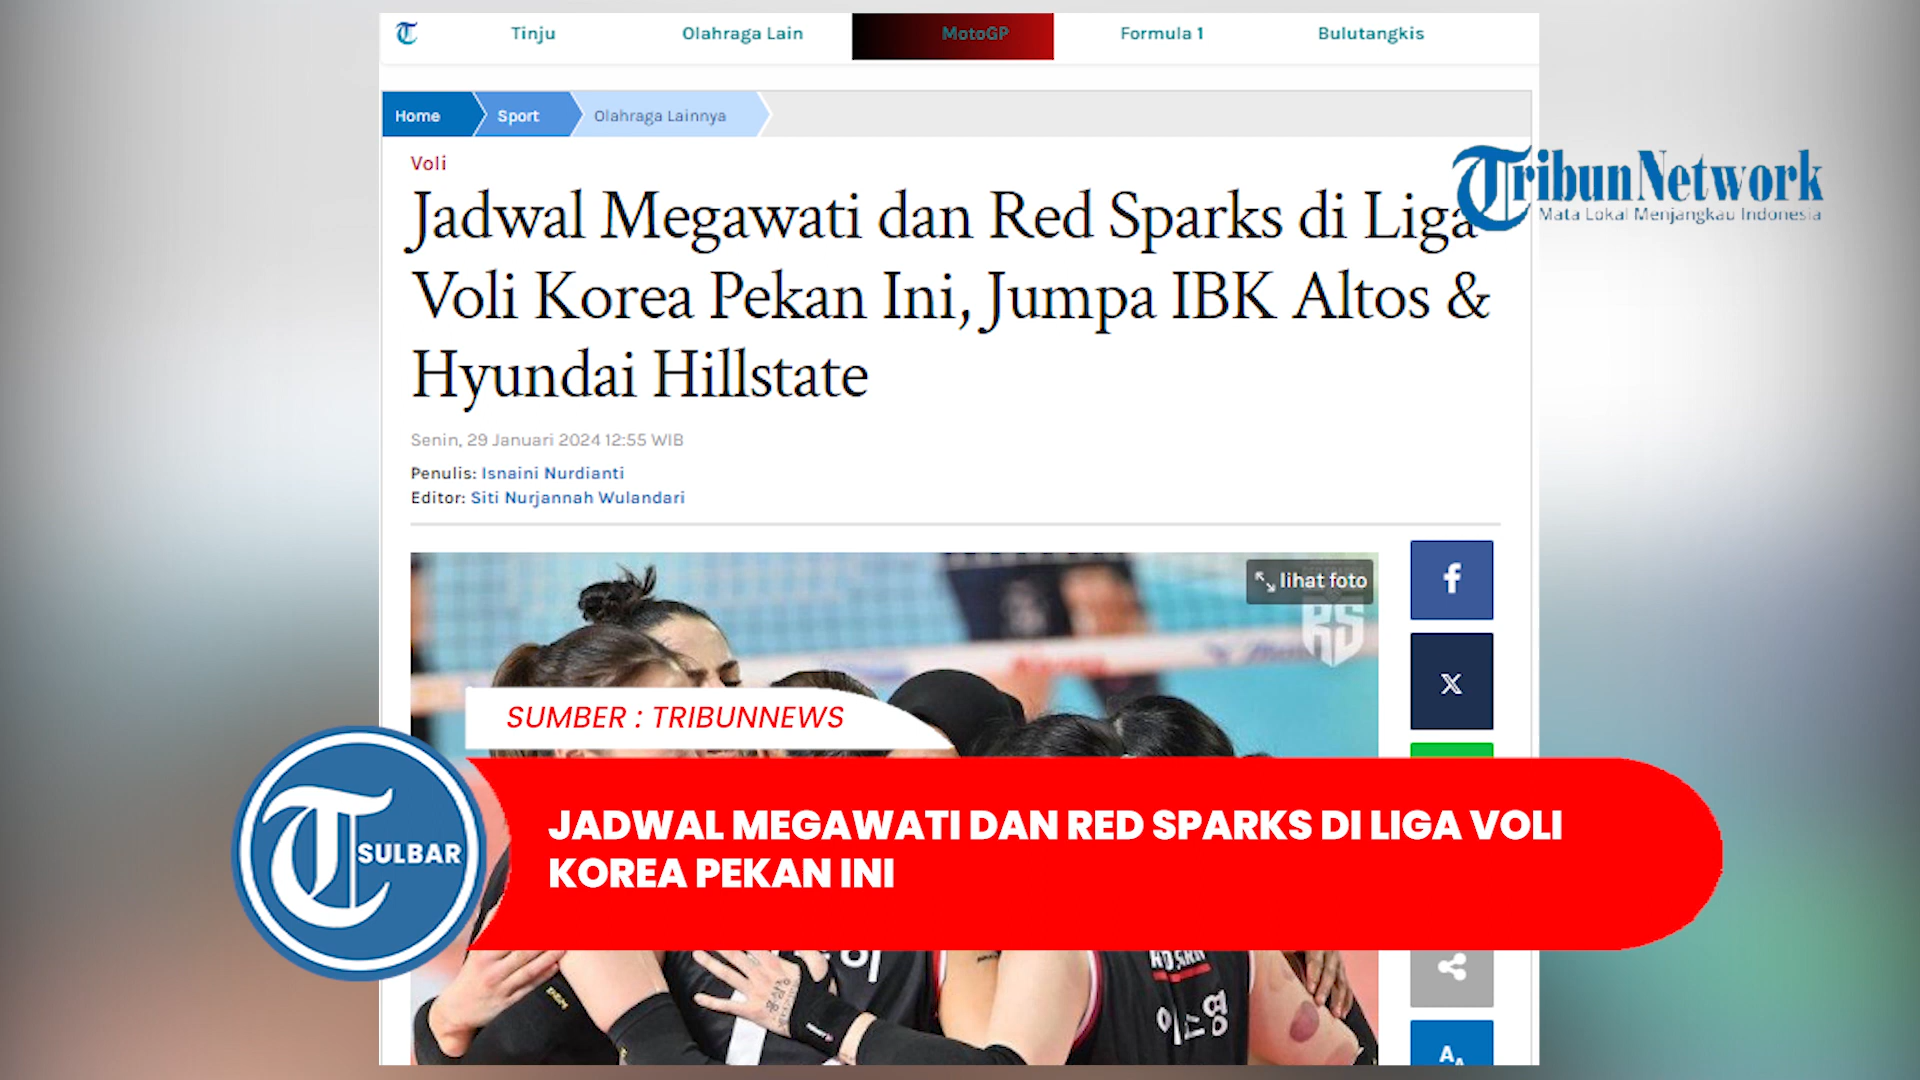 Tinju
Olahraga Lain
MotoGP
Formula 1
Bulutangkis
Home
Sport
Olahraga Lainnya
Voli
Jadwal Megawati dan Red Sparks di Liga
Voli Korea Pekan Ini, Jumpa IBK Altos &
Hyundai Hillstate
Tribun Network
Mata Lokal Menjangkau Indonesia
Senin, 29 Januari 2024 12:55 WIB
Penulis: Isnaini Nurdianti
Editor: Siti Nurjannah Wulandari
lihat foto
RS
SUMBER : TRIBUNNEWS
SULBAR
JADWAL MEGAWATI DAN RED SPARKS DI LIGA VOLI
KOREA PEKAN INI